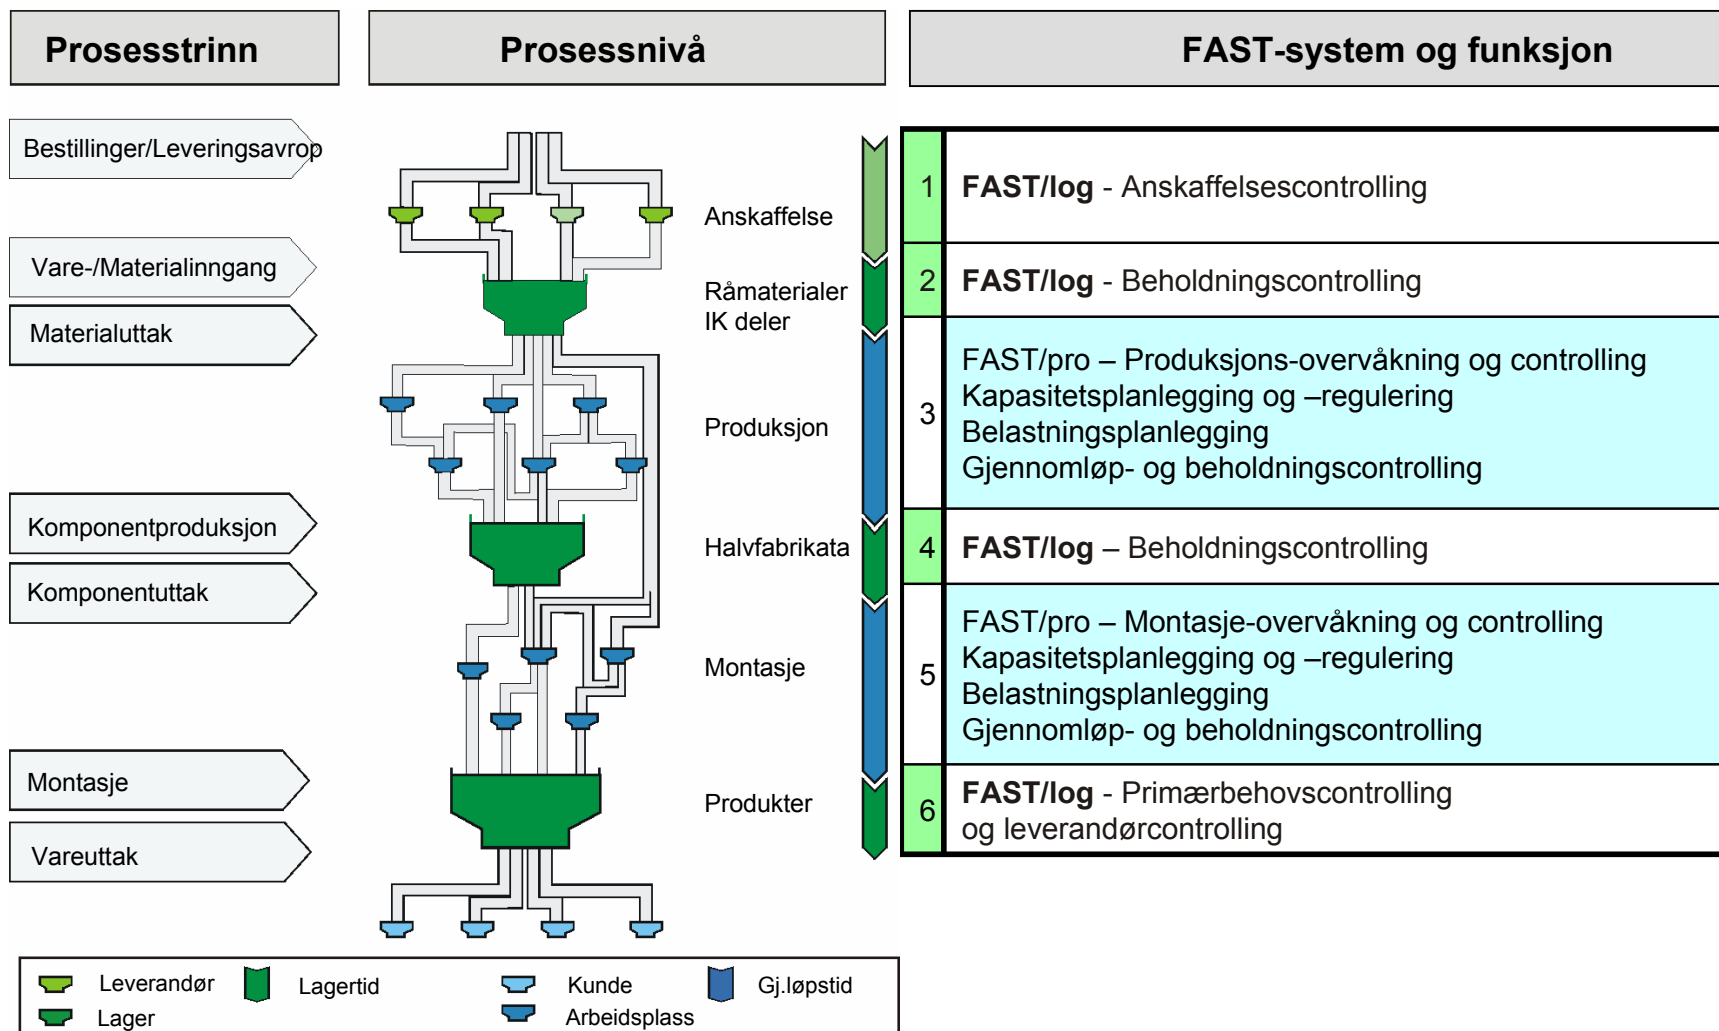 Prosesstrinn
Prosessnivå
FAST-system og funksjon
Bestillinger/Leveringsavrop
Vare-/Materialinngang
Materialuttak
Komponentproduksjon
Komponentuttak
Montasje
Vareuttak
Anskaffelse
Råmaterialer
IK deler
Produksjon
Halvfabrikata
Montasje
Produkter
1 FAST/log - Anskaffelsescontrolling
2 FAST/log - Beholdningscontrolling
3
FAST/pro – Produksjons-overvåkning og controlling
Kapasitetsplanlegging og –regulering
Belastningsplanlegging
Gjennomløp- og beholdningscontrolling
4 FAST/log – Beholdningscontrolling
5
FAST/pro – Montasje-overvåkning og controlling
Kapasitetsplanlegging og –regulering
Belastningsplanlegging
Gjennomløp- og beholdningscontrolling
6
FAST/log - Primærbehovscontrolling
og leverandørcontrolling
Leverandør
Lagertid
Kunde
Gj.løpstid
Lager
Arbeidsplass